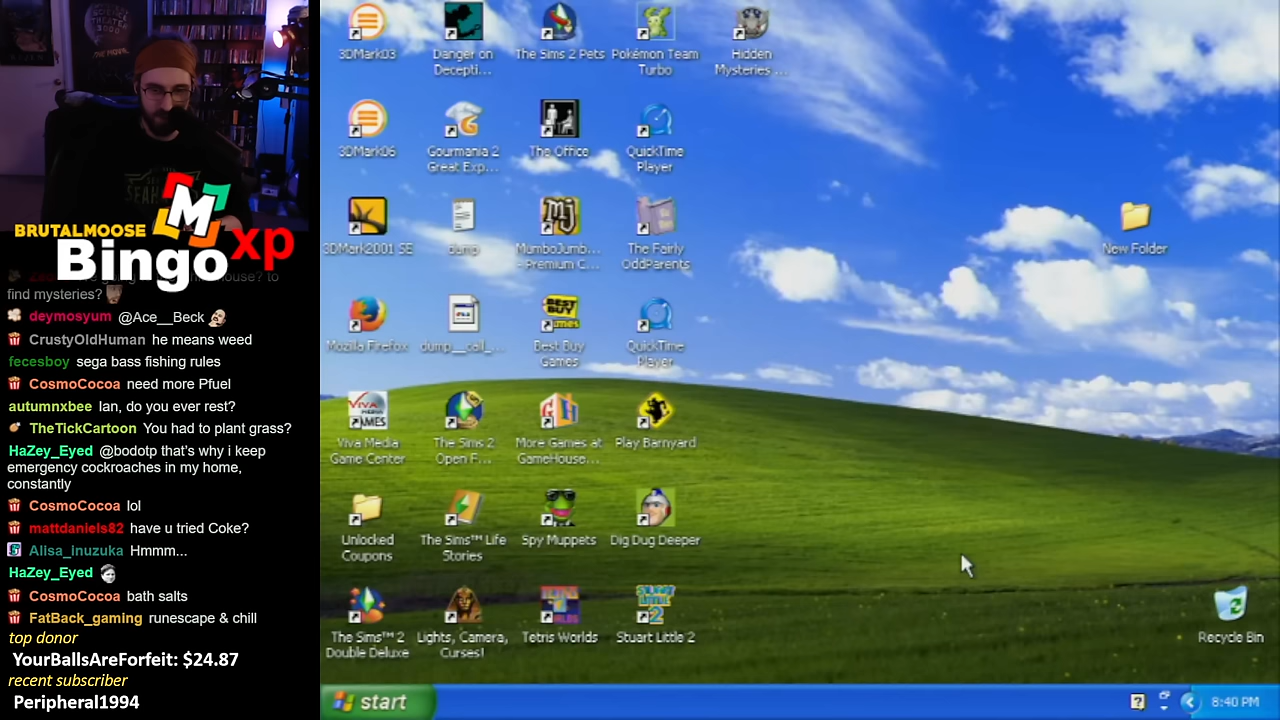 BRUTALMOOSE
M
Bingo xp
house? to
find mysteries?
deymosyum @Ace__Beck
CrustyOldHuman he means weed
fecesboy sega bass fishing rules
CosmoCocoa need more Pfuel
autumnxbee Ian, do you ever rest?
TheTickCartoon You had to plant grass?
HaZey_Eyed @bodotp that's why i keep
emergency cockroaches in my home,
constantly
CosmoCocoa lol
mattdaniels82 have u tried Coke?
Alisa_inuzuka Hmmm...
HaZey_Eyed
CosmoCocoa bath salts
FatBack_gaming runescape & chill
top donor
YourBallsAreForfeit: $24.87
recent subscriber
Peripheral1994
3DMark03
Danger on
Decepti...
The Sims 2 Pets
Pokémon Team
Turbo
Hidden
Mysteries ...
3DMark06
Gourmania 2
Great Exp...
The Office
QuickTime
Player
3DMark2001 SE
dump
MumboJumb...
- Premium C...
The Fairly
OddParents
Mozilla Firefox
dump__call_...
Best Buy
Games
QuickTime
Player
Viva Media
Game Center
The Sims 2
Open F...
More Games at
GameHouse...
Play Barnyard
Unlocked
Coupons
The Sims™ Life
Stories
Spy Muppets
Dig Dug Deeper
The Sims™ 2
Double Deluxe
Lights, Camera,
Curses!
Tetris Worlds
Stuart Little 2
New Folder
Recycle Bin
start
8:40 PM